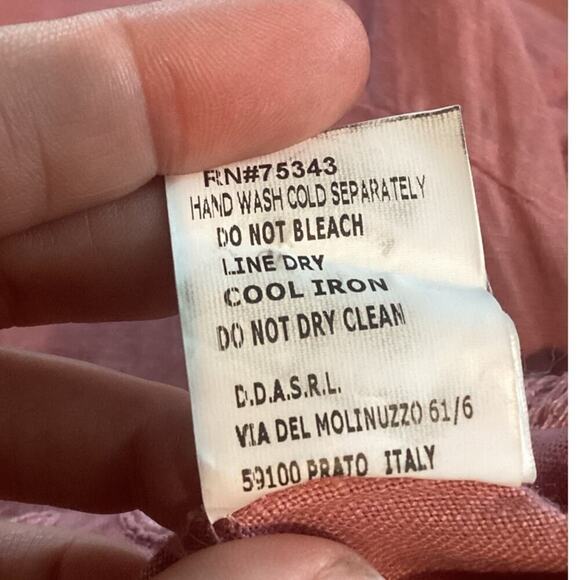 RN#75343
HAND WASH COLD SEPARATELY
DO NOT BLEACH
LINE DRY
COOL IRON
DO NOT DRY CLEAN
D.D.A.S.R.L.
VIA DEL MOLINUZZO 61/6
59100 PRATO ITALY